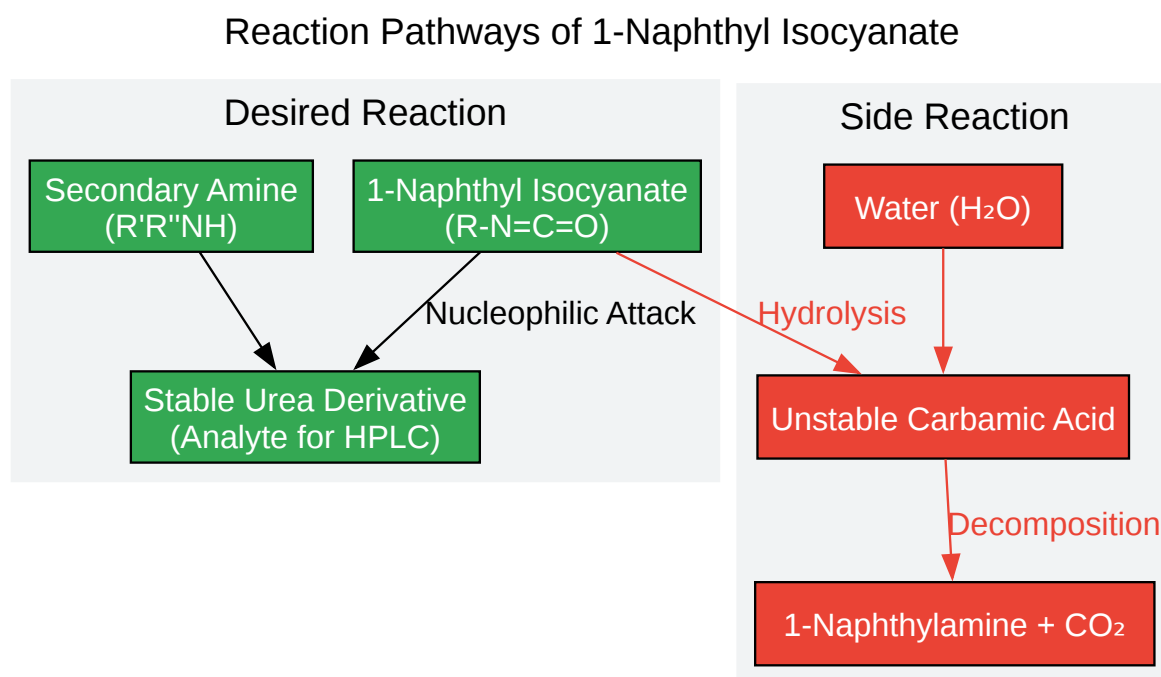 Reaction Pathways of 1-Naphthyl Isocyanate
Desired Reaction
Secondary Amine
(R'R''NH)
1-Naphthyl Isocyanate
(R-N=C=O)
Nucleophilic Attack
Stable Urea Derivative
(Analyte for HPLC)
Side Reaction
Water (H₂O)
Hydrolysis
Unstable Carbamic Acid
Decomposition
1-Naphthylamine + CO₂